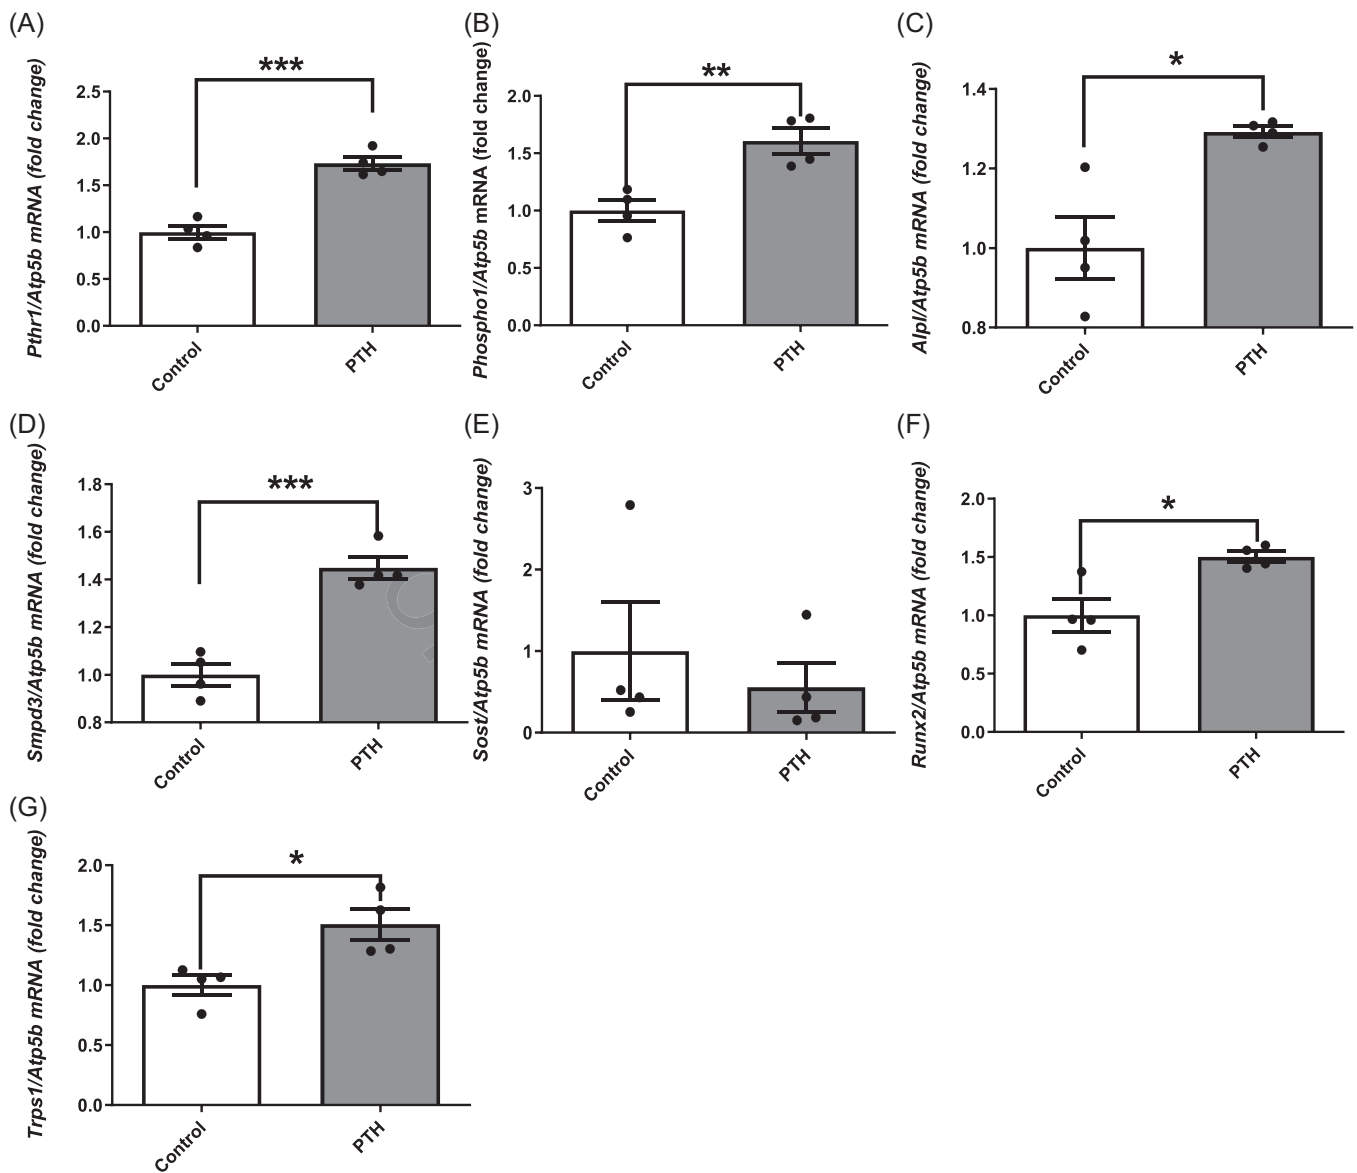 (A)
Pthr1/Atp5b mRNA (fold change)
2.5
2.0
1.5
1.0
0.5
0.0
***
Control
PTH
(B)
Phospho1/Atp5b mRNA (fold change)
2.0
1.5
1.0
0.5
0.0
**
Control
PTH
(C)
Alpl/Atp5b mRNA (fold change)
1.4
1.2
1.0
0.8
*
Control
PTH
(D)
Smpd3/Atp5b mRNA (fold change)
1.8
1.6
1.4
1.2
1.0
0.8
***
Control
PTH
(E)
Sost/Atp5b mRNA (fold change)
3
2
1
0
Control
PTH
(F)
Runx2/Atp5b mRNA (fold change)
2.0
1.5
1.0
0.5
0.0
*
Control
PTH
(G)
Trps1/Atp5b mRNA (fold change)
2.0
1.5
1.0
0.5
0.0
*
Control
PTH